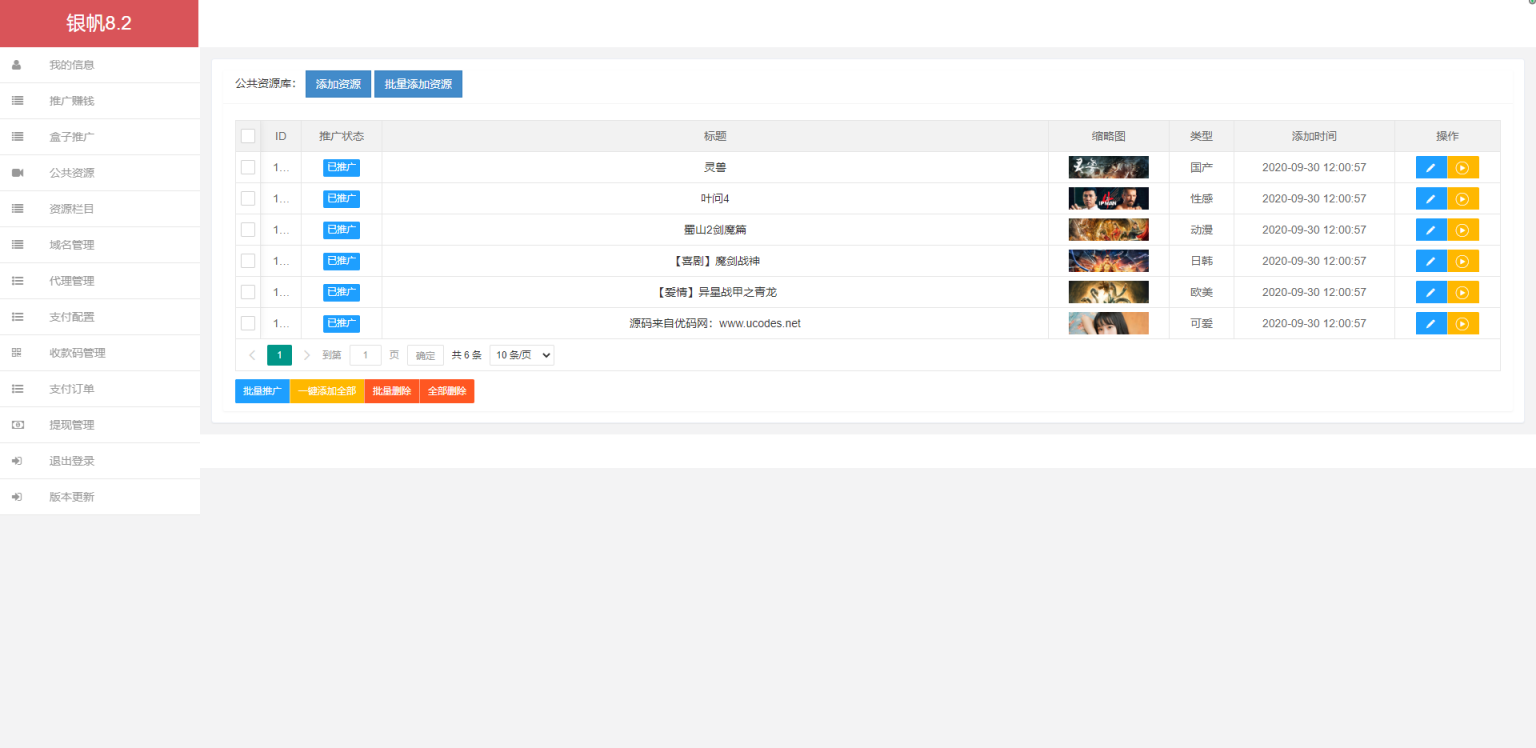 银帆8.2
我的信息
推广赚钱
盒子推广
公共资源
资源栏目
域名管理
代理管理
支付配置
收款码管理
支付订单
提现管理
退出登录
版本更新
公共资源库： 添加资源 批量添加资源
ID 推广状态 标题 缩略图 类型 添加时间 操作
1... 已推广 灵兽 国产 2020-09-30 12:00:57
1... 已推广 叶问4 IP MAN 性感 2020-09-30 12:00:57
1... 已推广 蜀山2剑魔篇 动漫 2020-09-30 12:00:57
1... 已推广 【喜剧】魔剑战神 日韩 2020-09-30 12:00:57
1... 已推广 【爱情】异星战甲之青龙 欧美 2020-09-30 12:00:57
1... 已推广 源码来自优码网：www.ucodes.net 可爱 2020-09-30 12:00:57
1 到第 1 页 确定 共 6 条 10 条/页
批量推广 一键添加全部 批量删除 全部删除